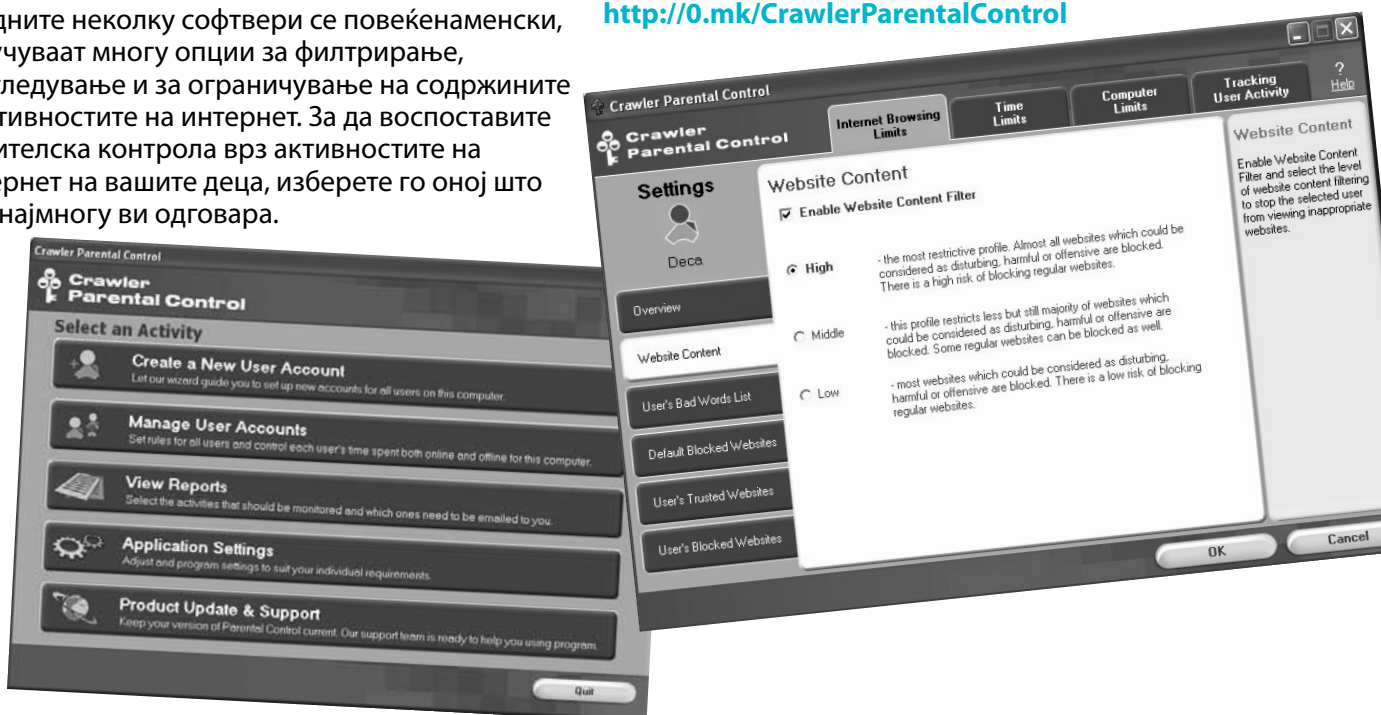 дните неколку софтвери се повеќенаменски,
чуваат многу опции за филтрирање,
ледување и за ограничување на содржините
тивностите на интернет. За да воспоставите
ителска контрола врз активностите на
ернет на вашите деца, изберете го оној што
најмногу ви одговара.
http://0.mk/CrawlerParentalControl
Crawler Parental Control
Crawler
Parental Control
Select an Activity
Create a New User Account
Let our wizard guide you to set up new accounts for all users on this computer.
Manage User Accounts
Set rules for all users and control each user's time spent both online and offline for this computer.
View Reports
Select the activities that should be monitored and which ones need to be emailed to you.
Application Settings
Adjust and program settings to suit your individual requirements.
Product Update & Support
Keep your version of Parental Control current. Our support team is ready to help you using program.
Quit
Crawler Parental Control
Crawler
Parental Control
Internet Browsing
Limits
Time
Limits
Computer
Limits
Tracking
User Activity
?
Help
Settings
Deca
Overview
Website Content
User's Bad Words List
Default Blocked Websites
User's Trusted Websites
User's Blocked Websites
Website Content
Enable Website Content Filter
High
- the most restrictive profile. Almost all websites which could be
considered as disturbing, harmful or offensive are blocked.
There is a high risk of blocking regular websites.
Middle
- this profile restricts less but still majority of websites which
could be considered as disturbing, harmful or offensive are
blocked. Some regular websites can be blocked as well.
Low
- most websites which could be considered as disturbing,
harmful or offensive are blocked. There is a low risk of blocking
regular websites.
Website Content
Enable Website Content
Filter and select the level
of website content filtering
to stop the selected user
from viewing inappropriate
websites.
OK
Cancel